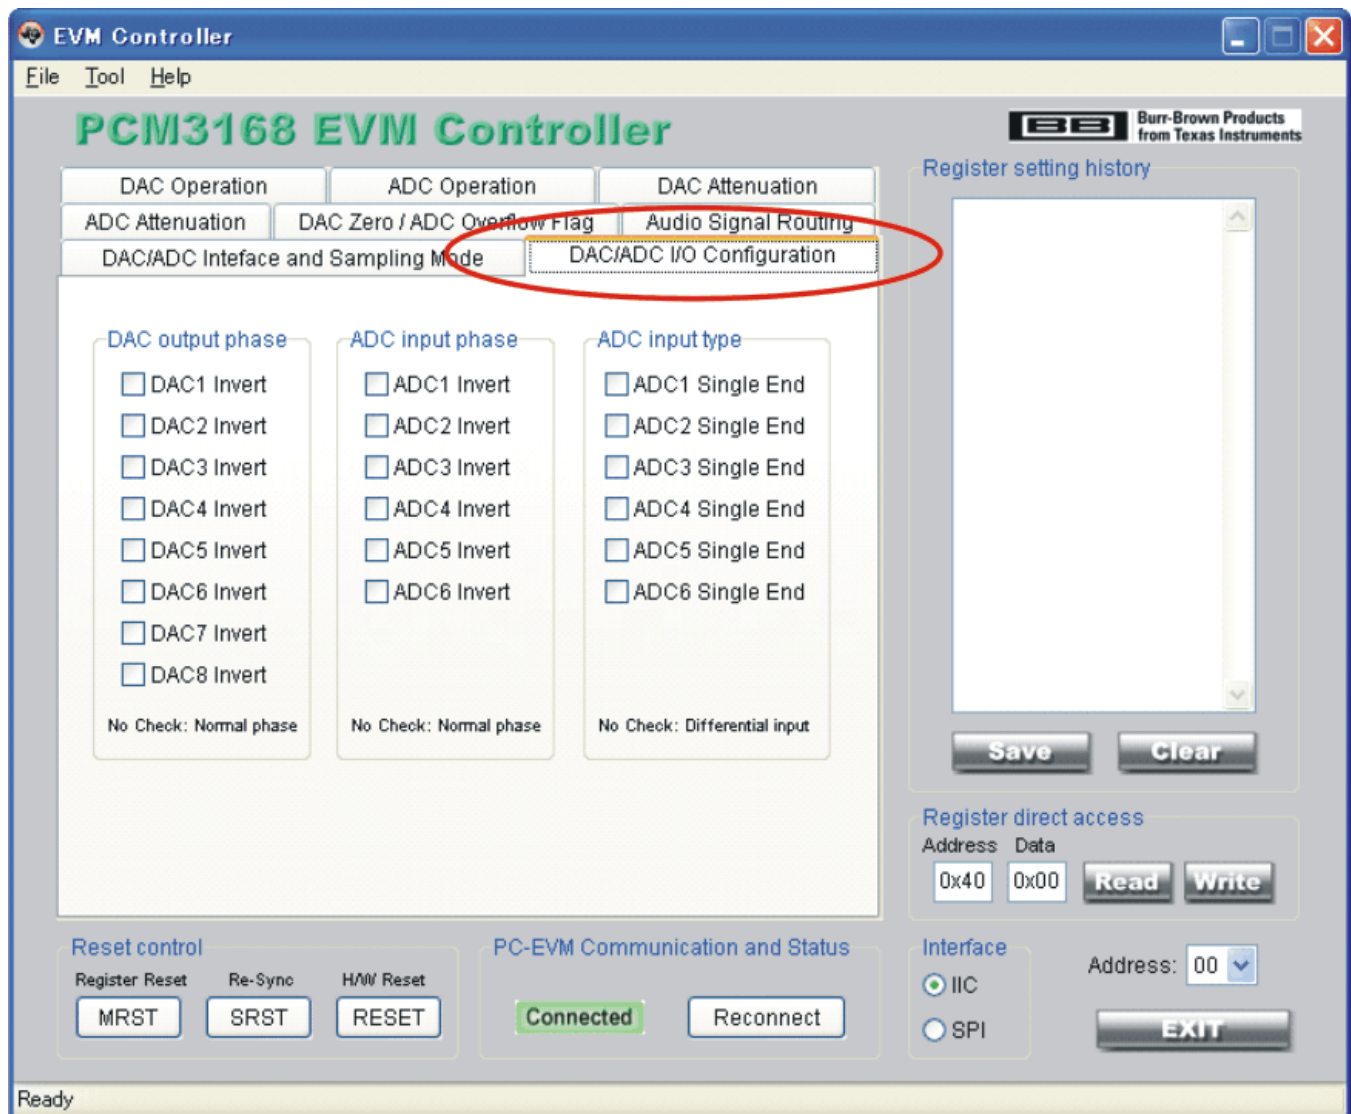 EVM Controller
File Tool Help
PCM3168 EVM Controller
BB Burr-Brown Products
from Texas Instruments
DAC Operation ADC Operation DAC Attenuation
ADC Attenuation DAC Zero / ADC Overflow Flag Audio Signal Routing
DAC/ADC Inteface and Sampling Mode DAC/ADC I/O Configuration
DAC output phase
DAC1 Invert
DAC2 Invert
DAC3 Invert
DAC4 Invert
DAC5 Invert
DAC6 Invert
DAC7 Invert
DAC8 Invert
No Check: Normal phase
ADC input phase
ADC1 Invert
ADC2 Invert
ADC3 Invert
ADC4 Invert
ADC5 Invert
ADC6 Invert
No Check: Normal phase
ADC input type
ADC1 Single End
ADC2 Single End
ADC3 Single End
ADC4 Single End
ADC5 Single End
ADC6 Single End
No Check: Differential input
Register setting history
Save Clear
Register direct access
Address Data
0x40 0x00 Read Write
Reset control
Register Reset Re-Sync H/W Reset
MRST SRST RESET
PC-EVM Communication and Status
Connected Reconnect
Interface
IIC
SPI
Address: 00
EXIT
Ready